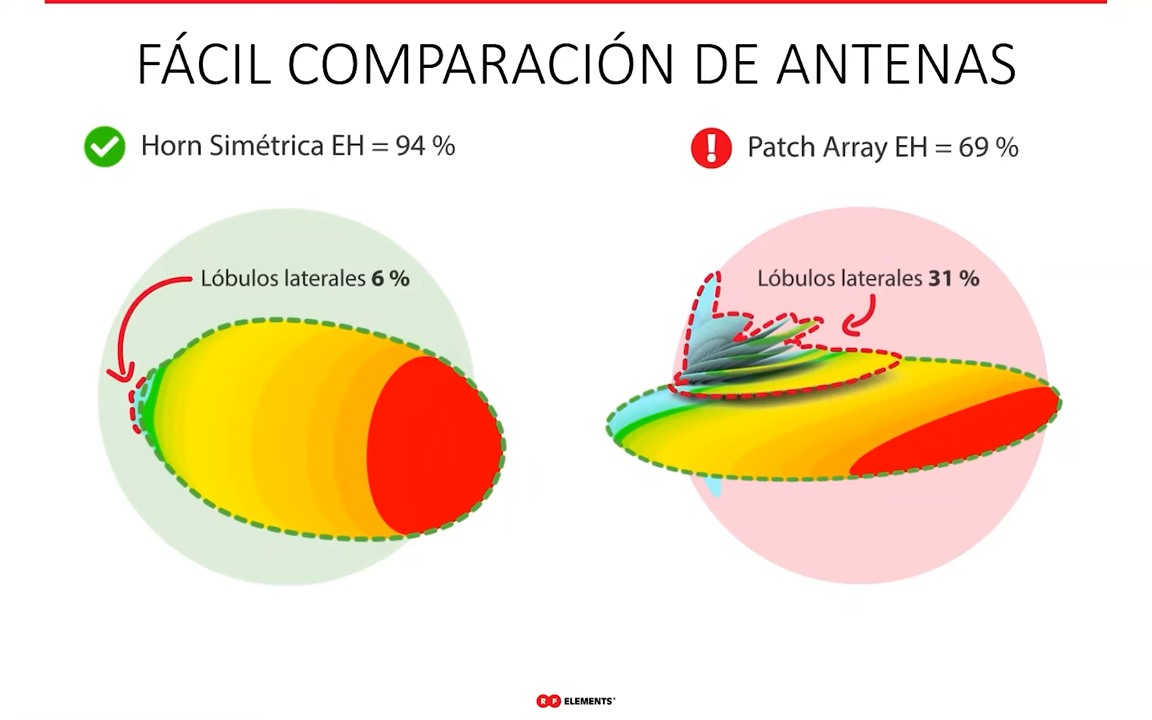 FÁCIL COMPARACIÓN DE ANTENAS
Horn Simétrica EH = 94 %
Patch Array EH = 69 %
Lóbulos laterales 6 %
Lóbulos laterales 31 %
RF ELEMENTS